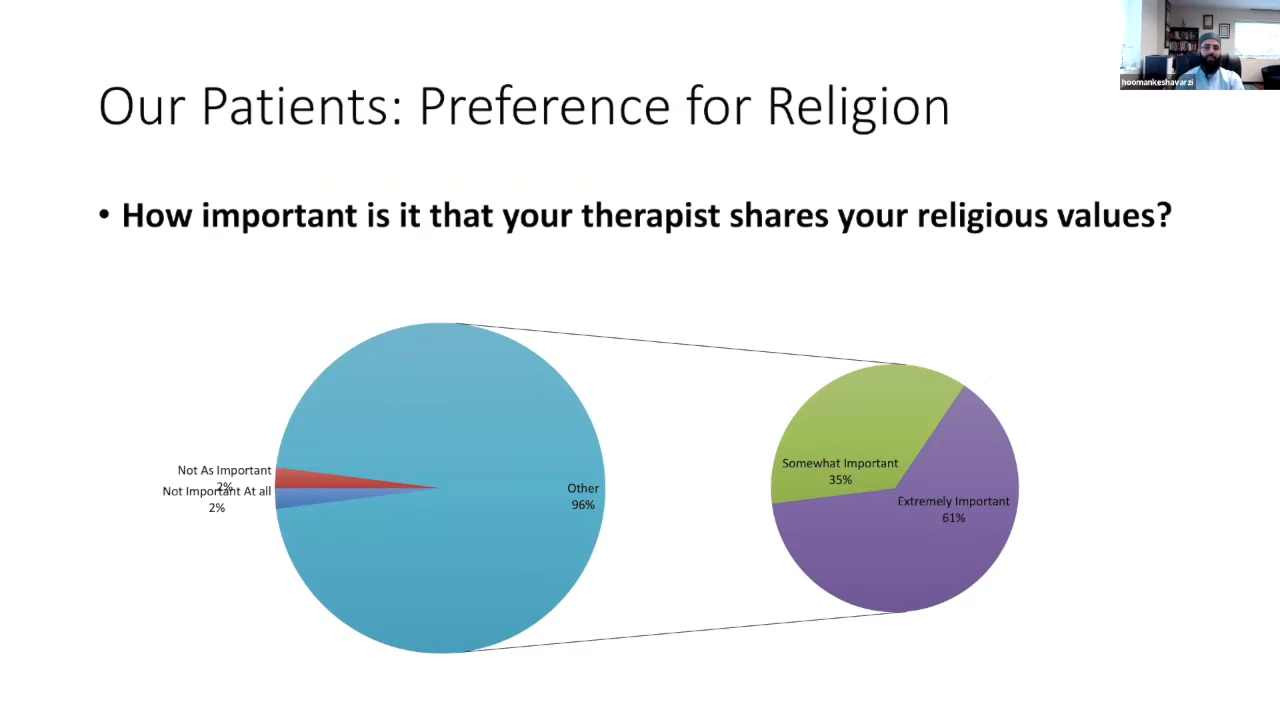 hoomankeshavarzi
Our Patients: Preference for Religion
• How important is it that your therapist shares your religious values?
Not As Important
2%
Not Important At all
2%
Other
96%
Somewhat Important
35%
Extremely Important
61%